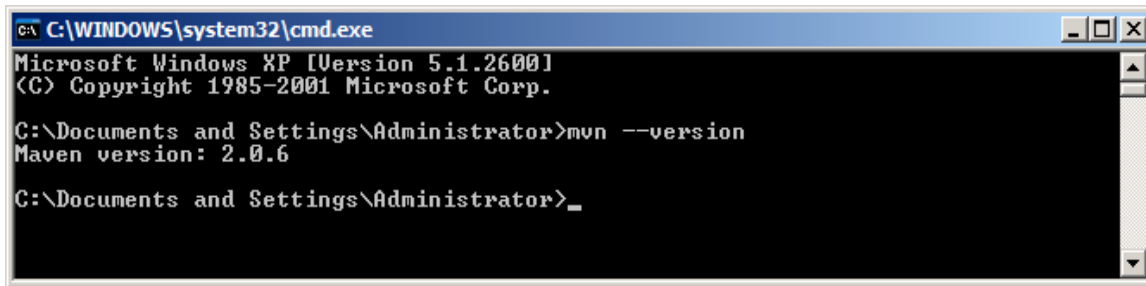 C:\WINDOWS\system32\cmd.exe
Microsoft Windows XP [Version 5.1.2600]
(C) Copyright 1985-2001 Microsoft Corp.
C:\Documents and Settings\Administrator>mvn --version
Maven version: 2.0.6
C:\Documents and Settings\Administrator>_